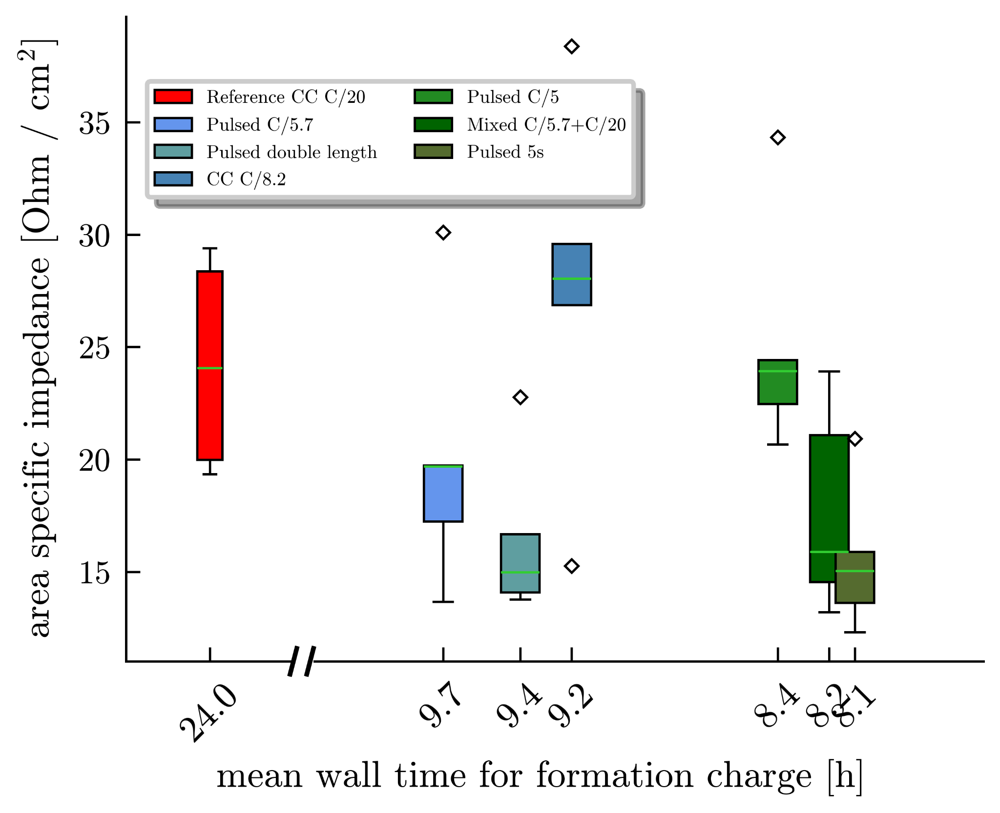 area specific impedance [Ohm / cm²]
35
30
25
20
15
Reference CC C/20
Pulsed C/5.7
Pulsed double length
CC C/8.2
Pulsed C/5
Mixed C/5.7+C/20
Pulsed 5s
24.0
9.7
9.4
9.2
8.4
8.2
8.1
mean wall time for formation charge [h]